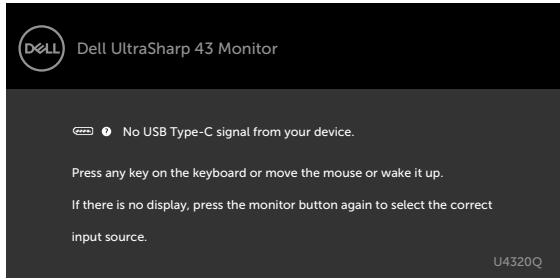 DELL
Dell UltraSharp 43 Monitor
No USB Type-C signal from your device.
Press any key on the keyboard or move the mouse or wake it up.
If there is no display, press the monitor button again to select the correct
input source.
U4320Q